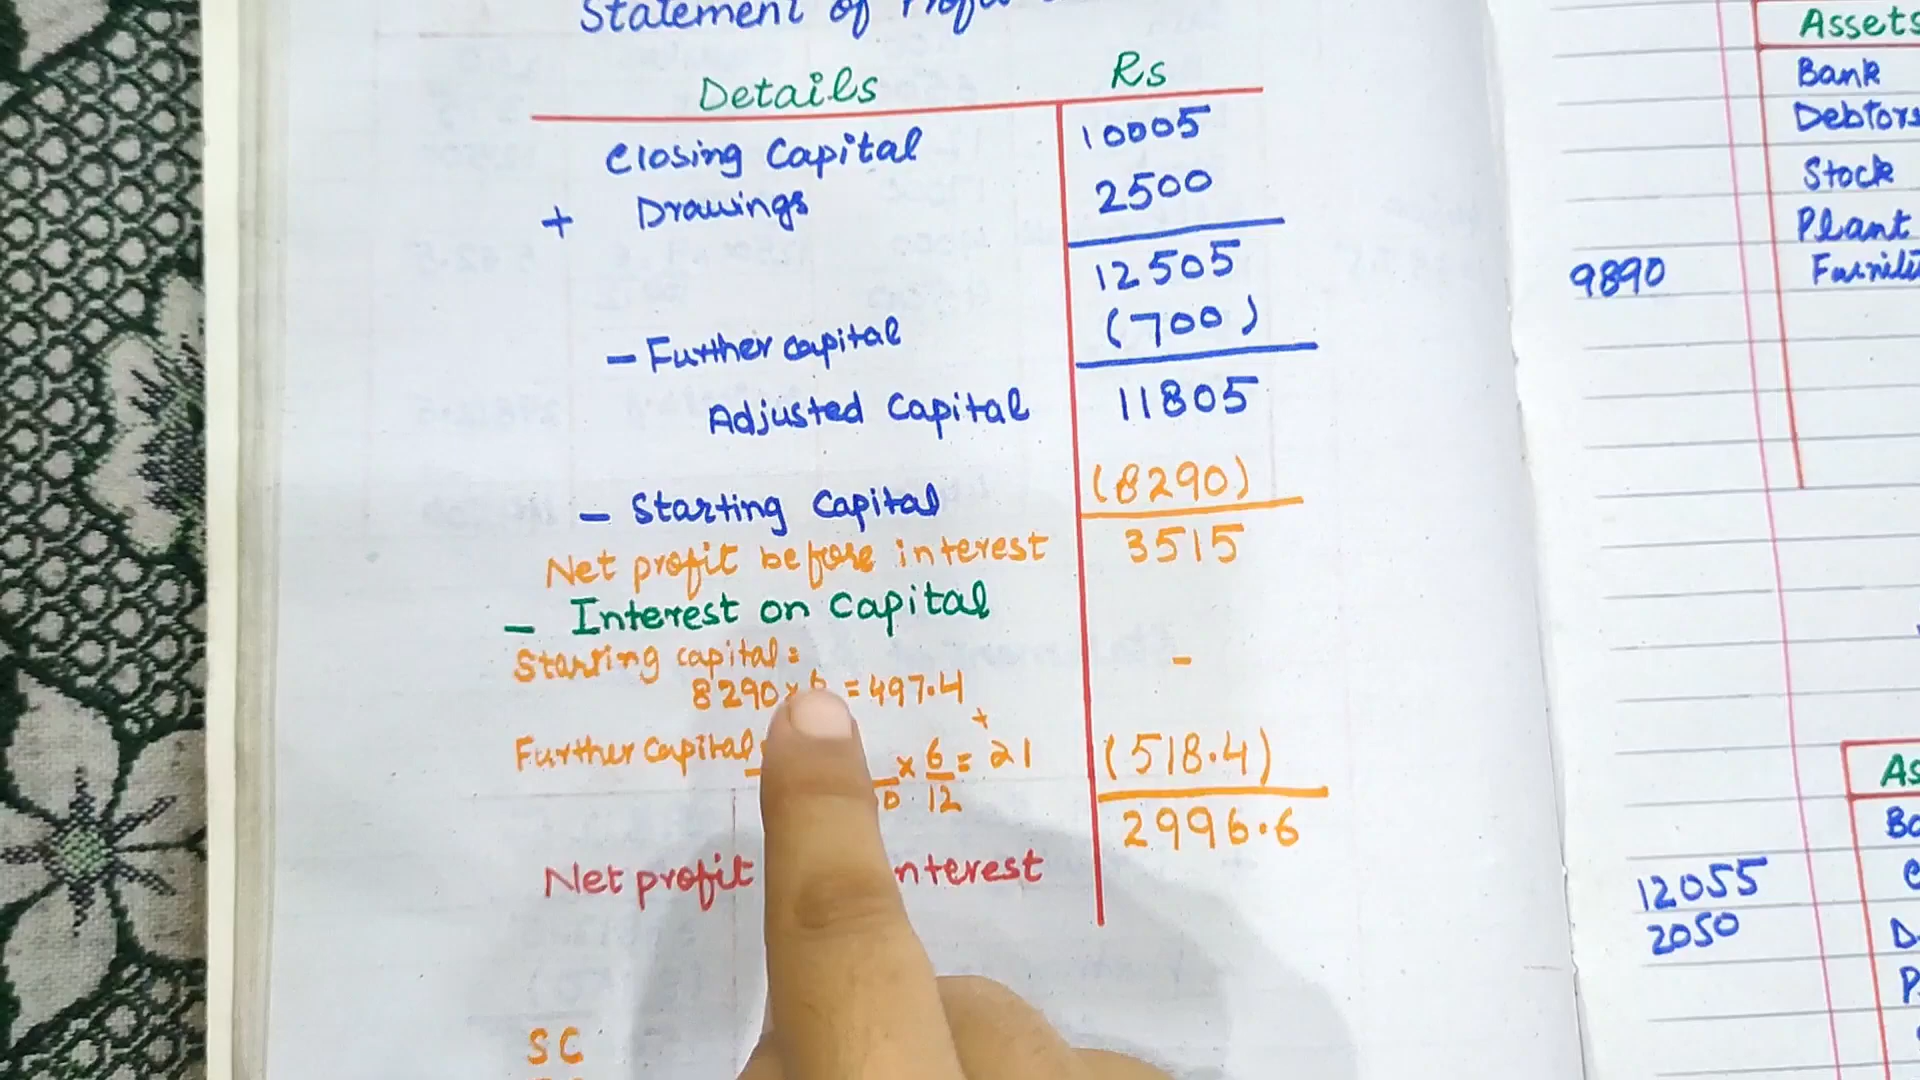 Statement of
Details Rs
Closing Capital 10005
+ Drawings 2500
12505
- Further capital (700)
Adjusted Capital 11805
- Starting Capital (8290)
Net profit before interest 3515
- Interest on Capital
Starting capital: -
8290 × 6 = 497.4
+
Further Capital × 6/12 = 21 (518.4)
2996.6
Net profit nterest
SC
Assets
Bank
Debtors
Stock
Plant
9890
As
12055
2050